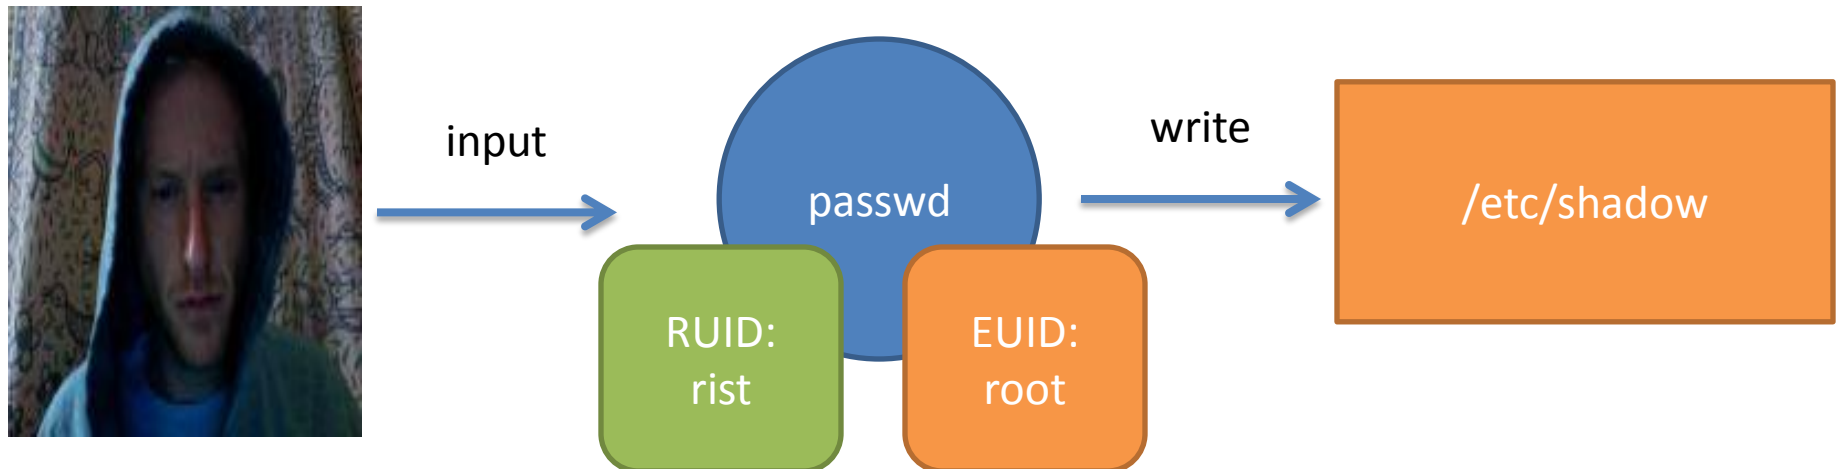 input
passwd
write
/etc/shadow
RUID:
rist
EUID:
root